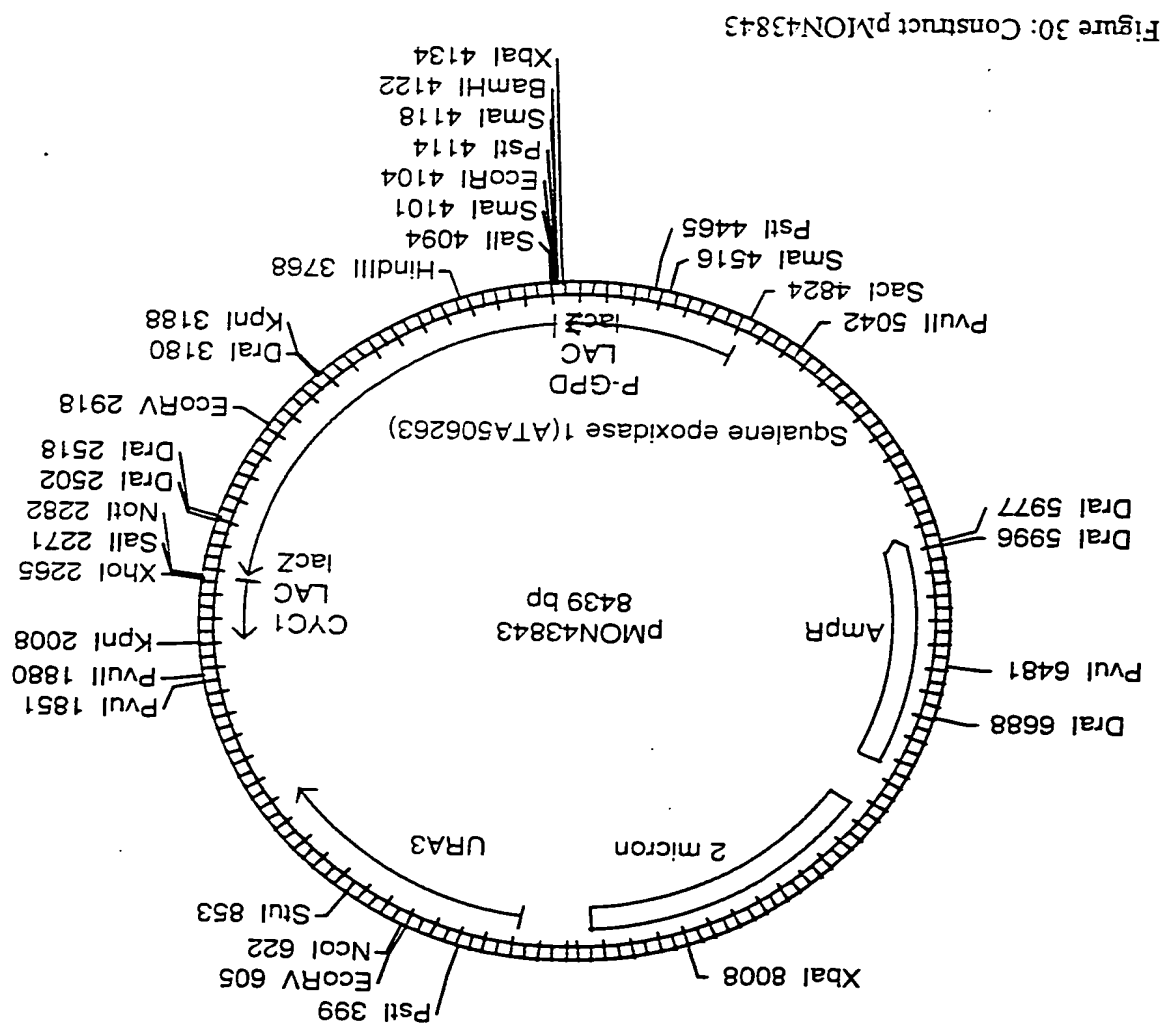 PstI 399
EcoRV 605
NcoI 622
StuI 853
XbaI 8008
2 micron
URA3
DraI 6688
PvuI 6481
AmpR
DraI 5996
DraI 5977
pMON43843
8439 bp
PvuI 1851
PvuII 1880
KpnI 2008
XhoI 2265
SalI 2271
NotI 2282
DraI 2502
DraI 2518
EcoRV 2918
DraI 3180
KpnI 3188
CYC1
LAC
lacZ
Squalene epoxidase 1(ATA506263)
P-GPD
LAC
lacZ
PvuII 5042
SacI 4824
SmaI 4516
PstI 4465
HindIII 3768
SalI 4094
SmaI 4101
EcoRI 4104
PstI 4114
SmaI 4118
BamHI 4122
XbaI 4134
Figure 30: Construct pMON43843